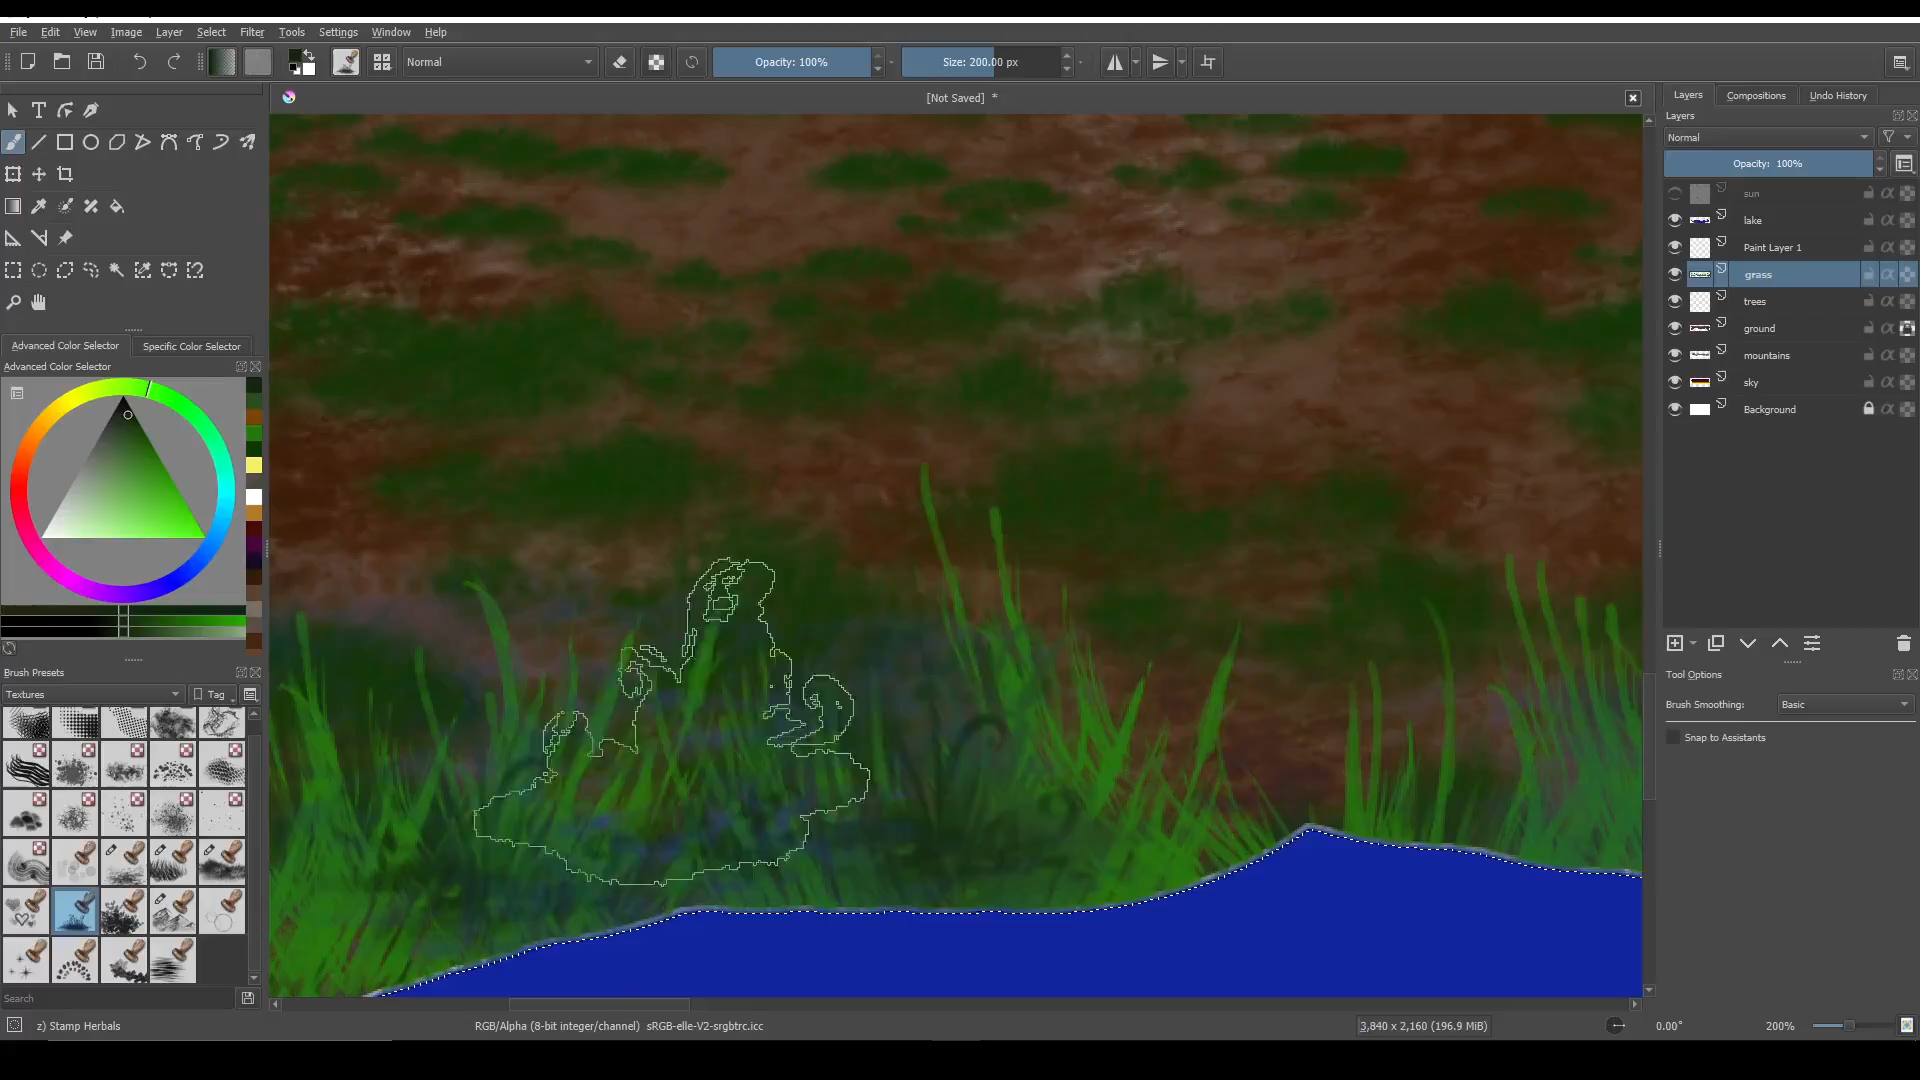 File Edit View Image Layer Select Filter Tools Settings Window Help
Normal Opacity: 100% Size: 200.00 px
[Not Saved] *
Layers Compositions Undo History
Layers
Normal
Opacity: 100%
sun
lake
Paint Layer 1
grass
trees
ground
mountains
sky
Background
Tool Options
Brush Smoothing: Basic
Snap to Assistants
Advanced Color Selector Specific Color Selector
Advanced Color Selector
Brush Presets
Textures Tag
Search
z) Stamp Herbals RGB/Alpha (8-bit integer/channel) sRGB-elle-V2-srgbtrc.icc 3,840 x 2,160 (196.9 MiB) 0.00° 200%